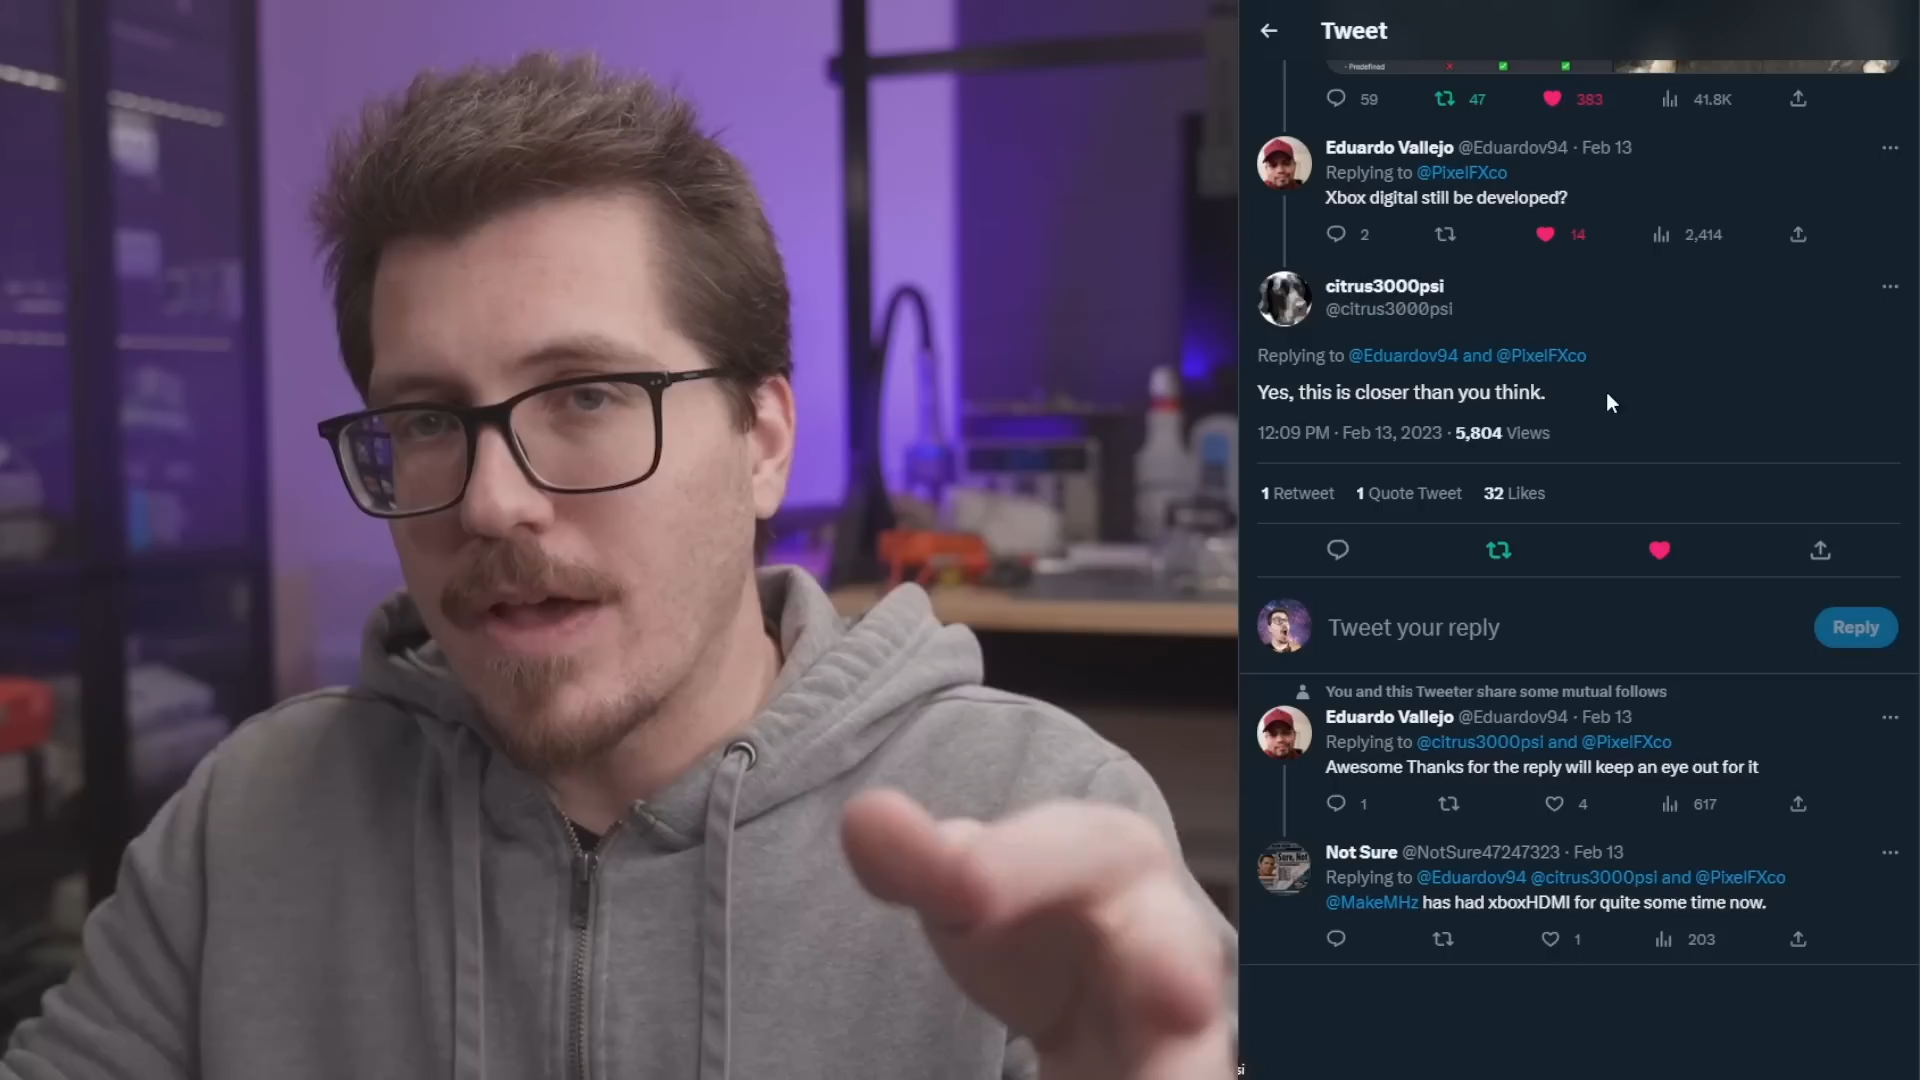 Tweet
- Predefined
59 47 383 41.8K
Eduardo Vallejo @Eduardov94 · Feb 13
Replying to @PixelFXco
Xbox digital still be developed?
2 14 2,414
citrus3000psi
@citrus3000psi
Replying to @Eduardov94 and @PixelFXco
Yes, this is closer than you think.
12:09 PM · Feb 13, 2023 · 5,804 Views
1 Retweet 1 Quote Tweet 32 Likes
Tweet your reply
Reply
You and this Tweeter share some mutual follows
Eduardo Vallejo @Eduardov94 · Feb 13
Replying to @citrus3000psi and @PixelFXco
Awesome Thanks for the reply will keep an eye out for it
1 4 617
Not Sure @NotSure47247323 · Feb 13
Replying to @Eduardov94 @citrus3000psi and @PixelFXco
@MakeMHz has had xboxHDMI for quite some time now.
1 203
si